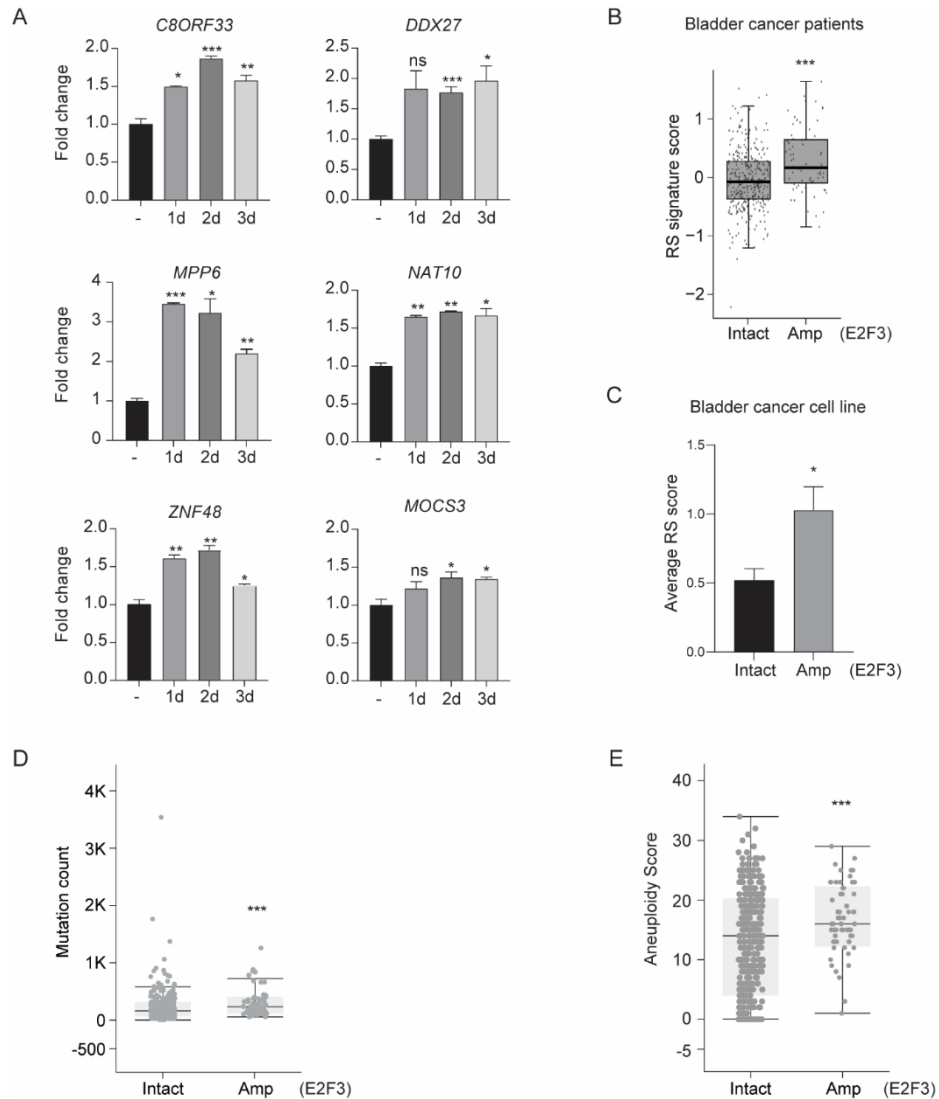 A
C8ORF33
Fold change
2.0
1.5
1.0
0.5
0.0
*
***
**
- 1d 2d 3d
DDX27
2.5
2.0
1.5
1.0
0.5
0.0
ns
***
*
- 1d 2d 3d
MPP6
Fold change
4
3
2
1
0
***
*
**
- 1d 2d 3d
NAT10
2.0
1.5
1.0
0.5
0.0
**
**
*
- 1d 2d 3d
ZNF48
Fold change
2.0
1.5
1.0
0.5
0.0
**
**
*
- 1d 2d 3d
MOCS3
2.0
1.5
1.0
0.5
0.0
ns
*
*
- 1d 2d 3d
B
Bladder cancer patients
RS signature score
1
0
−1
−2
***
Intact Amp (E2F3)
C
Bladder cancer cell line
Average RS score
1.5
1.0
0.5
0.0
*
Intact Amp (E2F3)
D
Mutation count
4K
3K
2K
1K
0
-500
***
Intact Amp (E2F3)
E
Aneuploidy Score
40
30
20
10
0
-5
***
Intact Amp (E2F3)